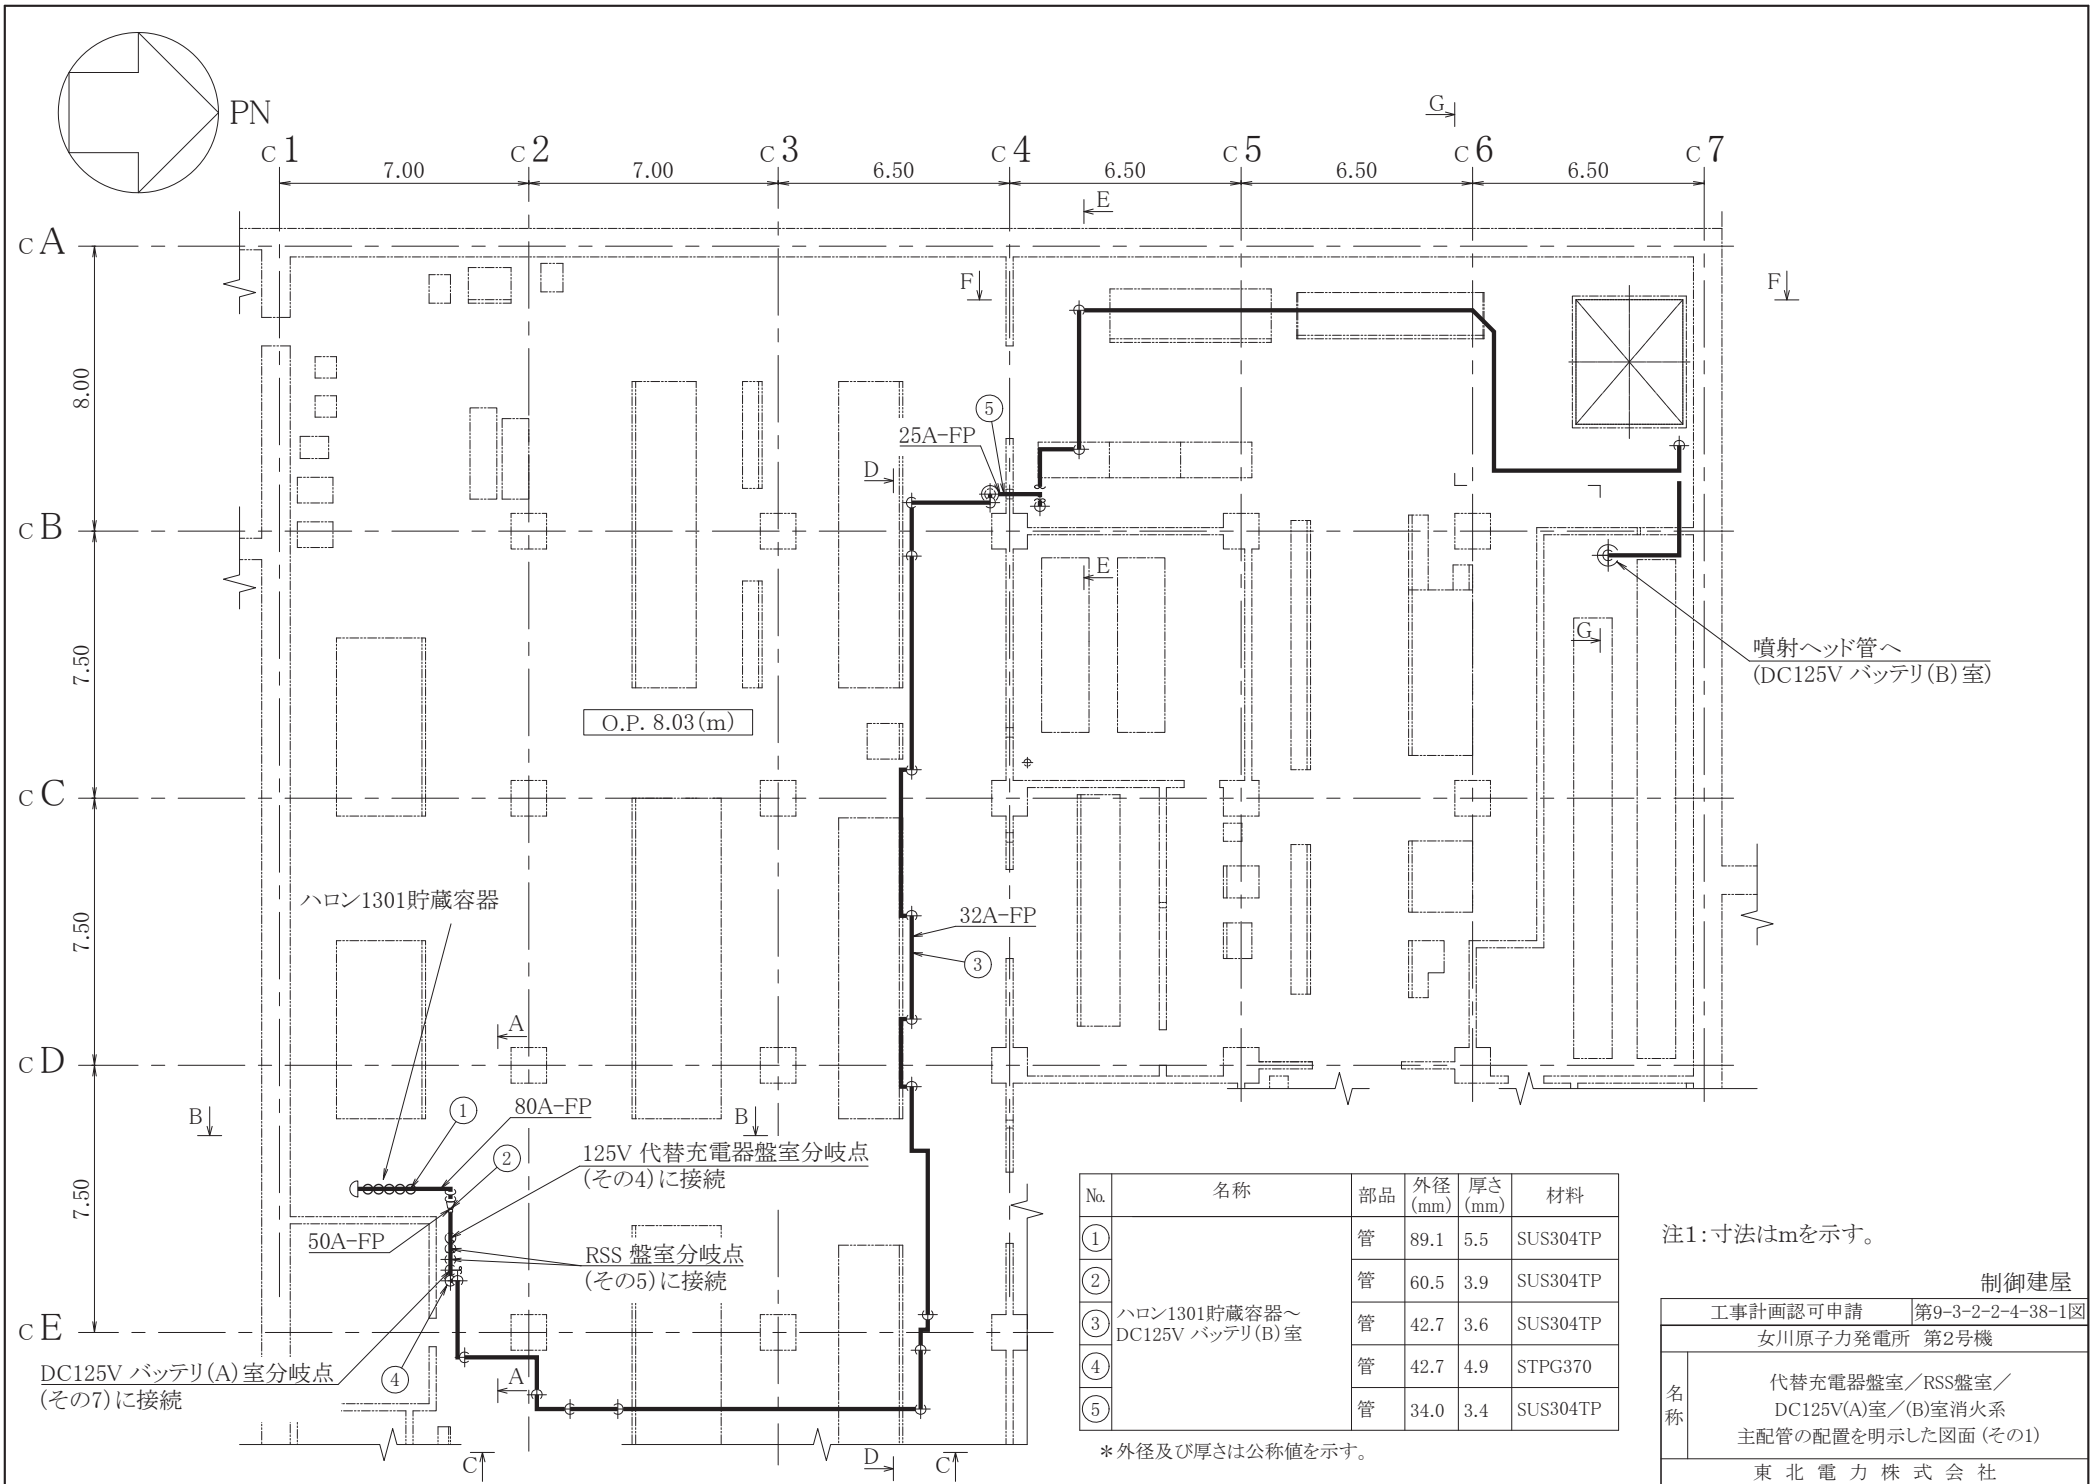 PN
G
C1
C2
C3
C4
C5
C6
C7
7.00
7.00
6.50
6.50
6.50
6.50
E
CA
F
F
8.00
⑤
25A-FP
D
CB
E
G
噴射ヘッド管へ
(DC125V バッテリ(B)室)
7.50
O.P. 8.03(m)
CC
ハロン1301貯蔵容器
32A-FP
7.50
③
A
CD
B
B
①
80A-FP
②
125V 代替充電器盤室分岐点
(その4)に接続
7.50
50A-FP
RSS 盤室分岐点
(その5)に接続
CE
DC125V バッテリ(A)室分岐点
(その7)に接続
④
A
C
D
C
No. 名称 部品 外径(mm) 厚さ(mm) 材料
① 管 89.1 5.5 SUS304TP
② 管 60.5 3.9 SUS304TP
ハロン1301貯蔵容器~
DC125V バッテリ(B)室
③ 管 42.7 3.6 SUS304TP
④ 管 42.7 4.9 STPG370
⑤ 管 34.0 3.4 SUS304TP
*外径及び厚さは公称値を示す。
注1:寸法はmを示す。
制御建屋
工事計画認可申請 第9-3-2-2-4-38-1図
女川原子力発電所 第2号機
名称
代替充電器盤室/RSS盤室/
DC125V(A)室/(B)室消火系
主配管の配置を明示した図面(その1)
東北電力株式会社